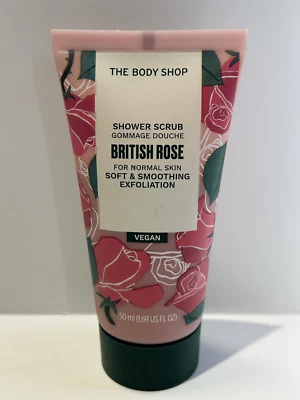 THE BODY SHOP
SHOWER SCRUB
GOMMAGE DOUCHE
BRITISH ROSE
FOR NORMAL SKIN
SOFT & SMOOTHING
EXFOLIATION
VEGAN
50 ml (1.69 US FL OZ.)